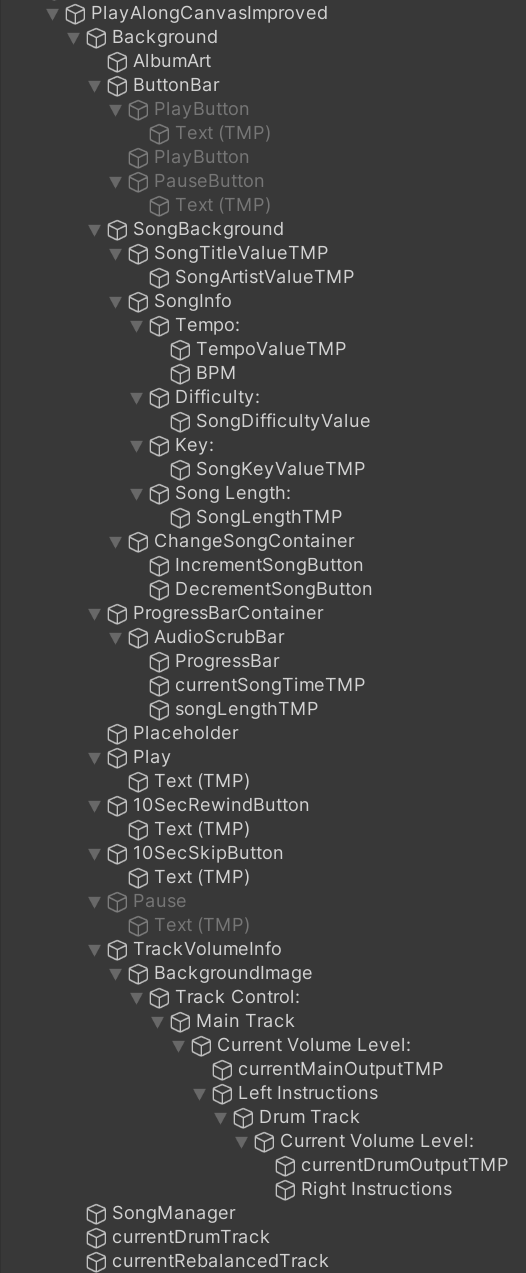 PlayAlongCanvasImproved
Background
AlbumArt
ButtonBar
PlayButton
Text (TMP)
PlayButton
PauseButton
Text (TMP)
SongBackground
SongTitleValueTMP
SongArtistValueTMP
SongInfo
Tempo:
TempoValueTMP
BPM
Difficulty:
SongDifficultyValue
Key:
SongKeyValueTMP
Song Length:
SongLengthTMP
ChangeSongContainer
IncrementSongButton
DecrementSongButton
ProgressBarContainer
AudioScrubBar
ProgressBar
currentSongTimeTMP
songLengthTMP
Placeholder
Play
Text (TMP)
10SecRewindButton
Text (TMP)
10SecSkipButton
Text (TMP)
Pause
Text (TMP)
TrackVolumeInfo
BackgroundImage
Track Control:
Main Track
Current Volume Level:
currentMainOutputTMP
Left Instructions
Drum Track
Current Volume Level:
currentDrumOutputTMP
Right Instructions
SongManager
currentDrumTrack
currentRebalancedTrack